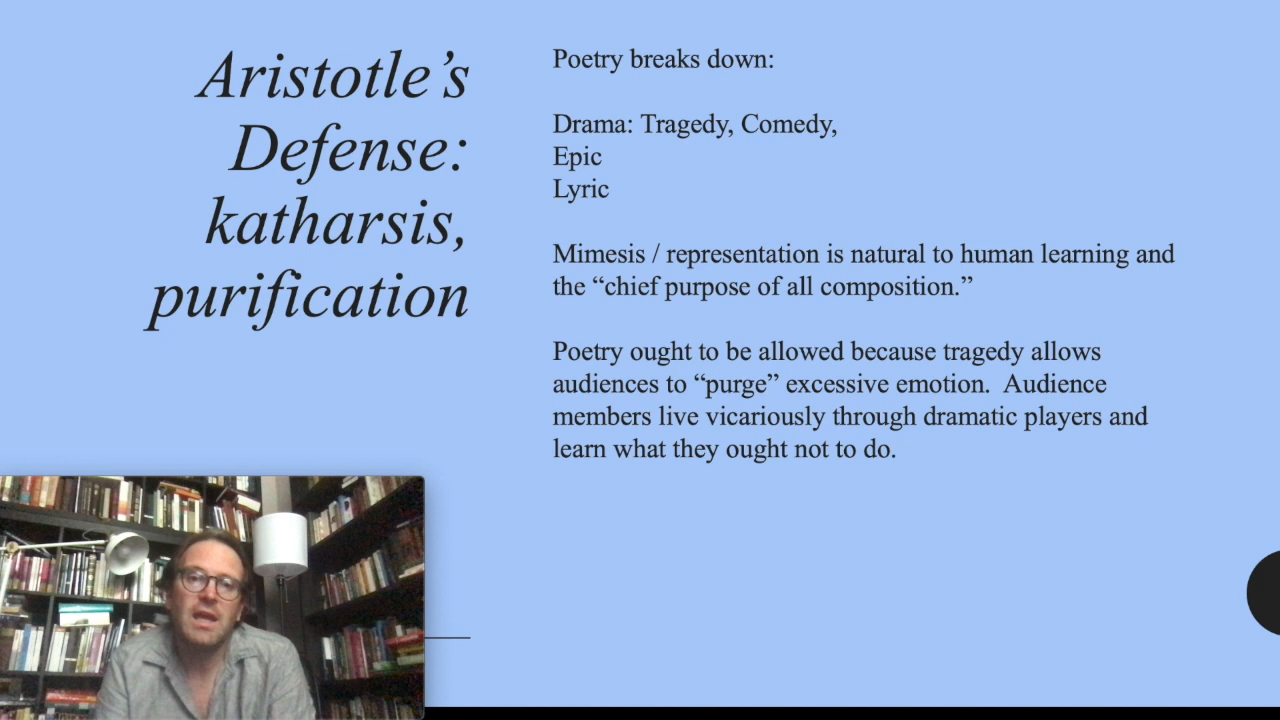 Aristotle’s
Defense:
katharsis,
purification
Poetry breaks down:
Drama: Tragedy, Comedy,
Epic
Lyric
Mimesis / representation is natural to human learning and
the “chief purpose of all composition.”
Poetry ought to be allowed because tragedy allows
audiences to “purge” excessive emotion.  Audience
members live vicariously through dramatic players and
learn what they ought not to do.